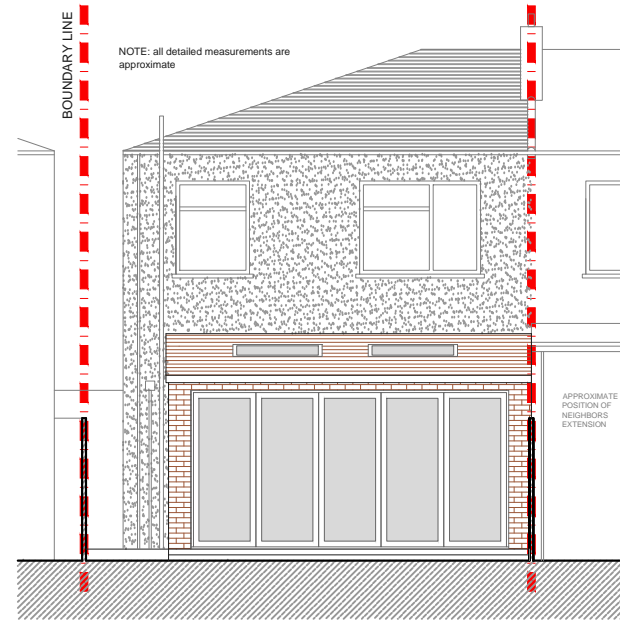 BOUNDARY LINE
NOTE: all detailed measurements are
approximate
APPROXIMATE
POSITION OF
NEIGHBORS
EXTENSION